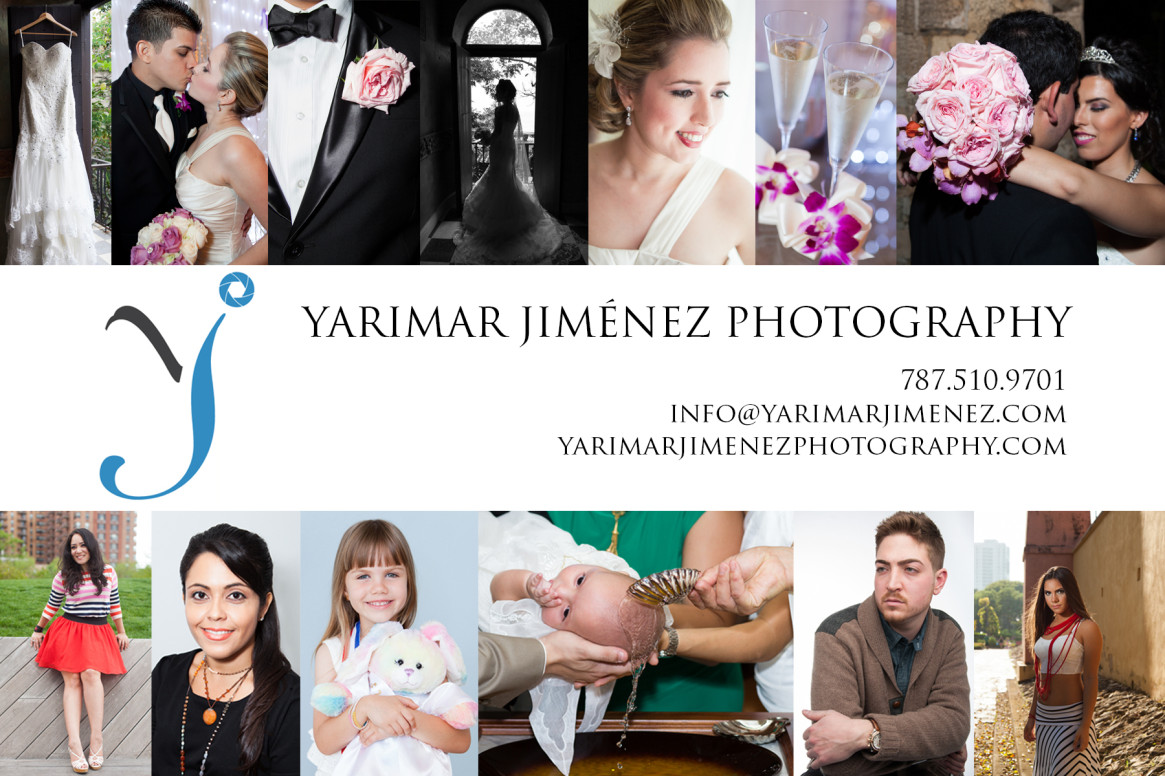 YARIMAR JIMÉNEZ PHOTOGRAPHY
787.510.9701
INFO@YARIMARJIMENEZ.COM
YARIMARJIMENEZPHOTOGRAPHY.COM